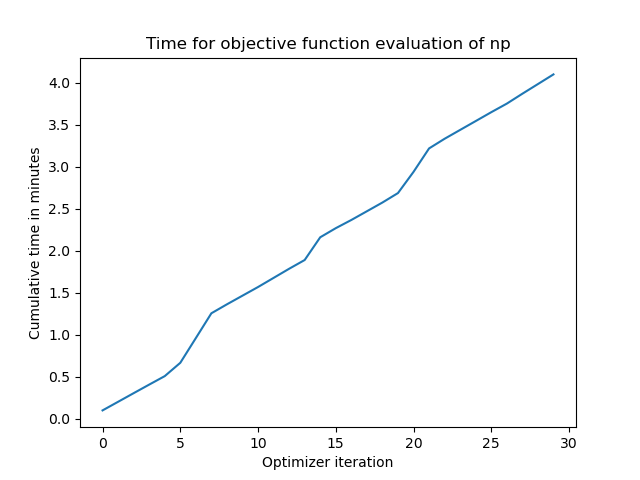 Time for objective function evaluation of np
Cumulative time in minutes
4.0
3.5
3.0
2.5
2.0
1.5
1.0
0.5
0.0
0 5 10 15 20 25 30
Optimizer iteration